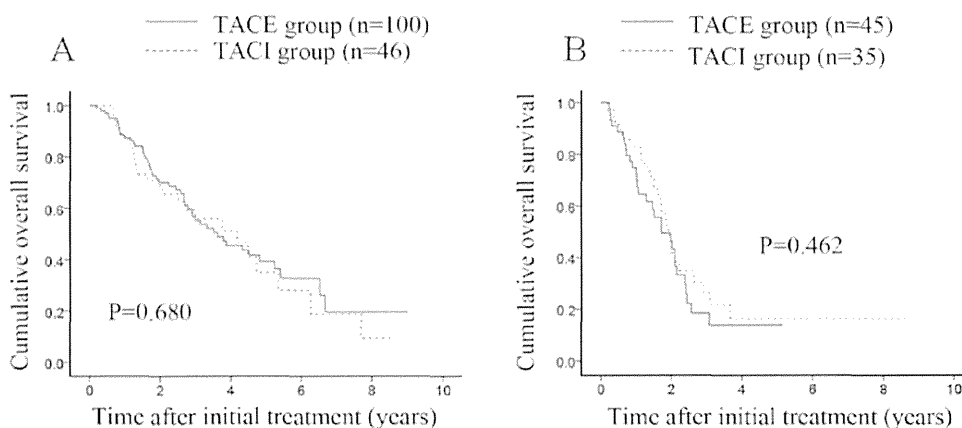 A
TACE group (n=100)
TACI group (n=46)
Cumulative overall survival
1.0
0.8
0.6
0.4
0.2
0.0
P=0.680
0 2 4 6 8 10
Time after initial treatment (years)
B
TACE group (n=45)
TACI group (n=35)
Cumulative overall survival
1.0
0.8
0.6
0.4
0.2
0.0
P=0.462
0 2 4 6 8 10
Time after initial treatment (years)